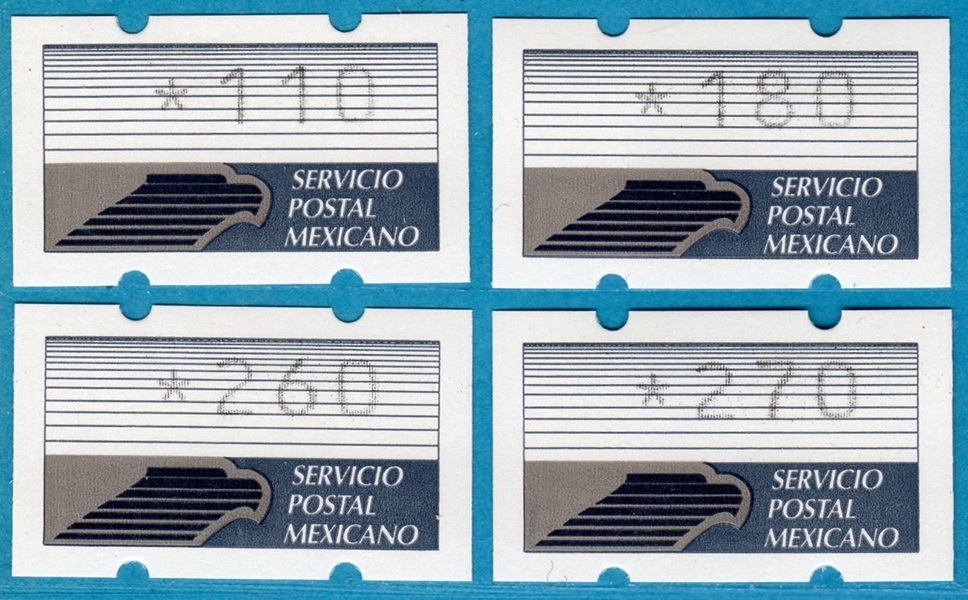 *110
SERVICIO
POSTAL
MEXICANO
*180
SERVICIO
POSTAL
MEXICANO
*260
SERVICIO
POSTAL
MEXICANO
*270
SERVICIO
POSTAL
MEXICANO